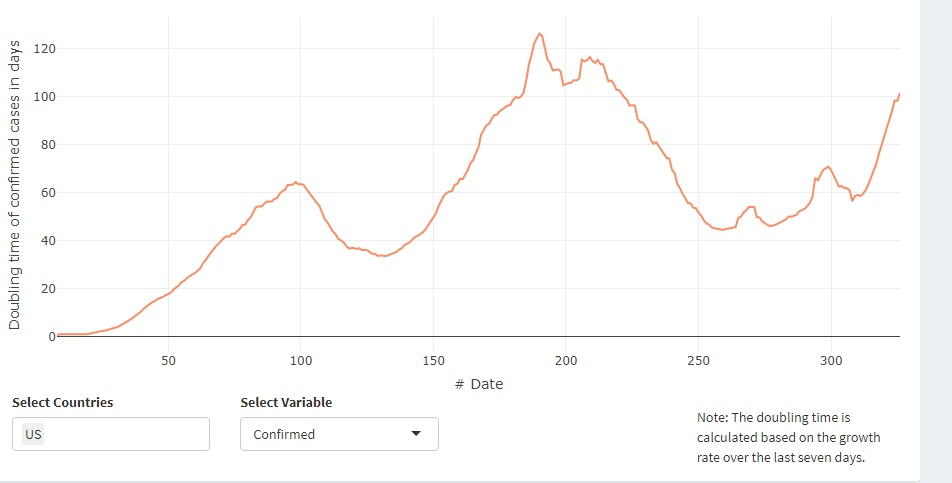 Doubling time of confirmed cases in days
120
100
80
60
40
20
0
50 100 150 200 250 300
# Date
Select Countries
US
Select Variable
Confirmed
Note: The doubling time is
calculated based on the growth
rate over the last seven days.